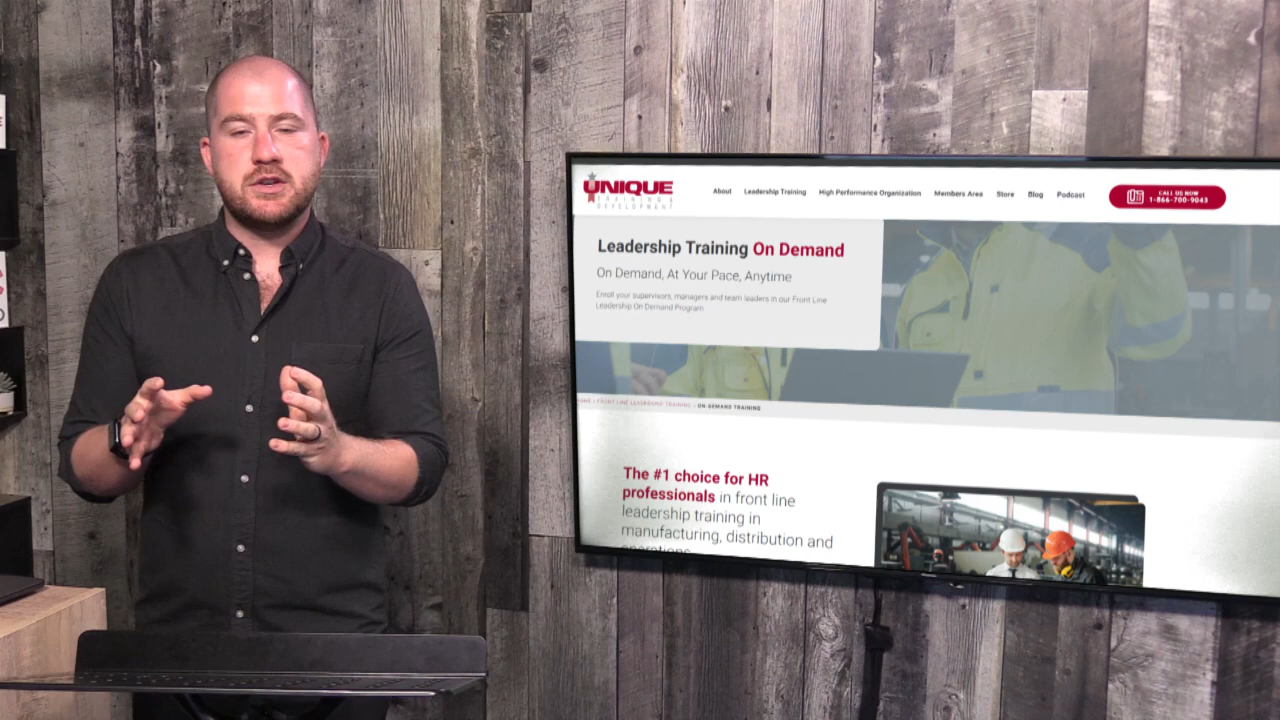 UNIQUE
TRAINING &
DEVELOPMENT
About
Leadership Training
High Performance Organization
Members Area
Store
Blog
Podcast
CALL US NOW
1-866-700-9043
Leadership Training On Demand
On Demand, At Your Pace, Anytime
Enroll your supervisors, managers and team leaders in our Front Line
Leadership On Demand Program
HOME › FRONT LINE LEADERSHIP TRAINING › ON-DEMAND TRAINING
The #1 choice for HR
professionals in front line
leadership training in
manufacturing, distribution and
operations